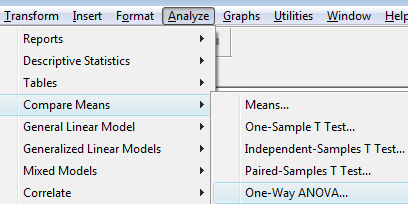 Transform Insert Format Analyze Graphs Utilities Window Help
Reports
Descriptive Statistics
Tables
Compare Means
General Linear Model
Generalized Linear Models
Mixed Models
Correlate
Means...
One-Sample T Test...
Independent-Samples T Test...
Paired-Samples T Test...
One-Way ANOVA...